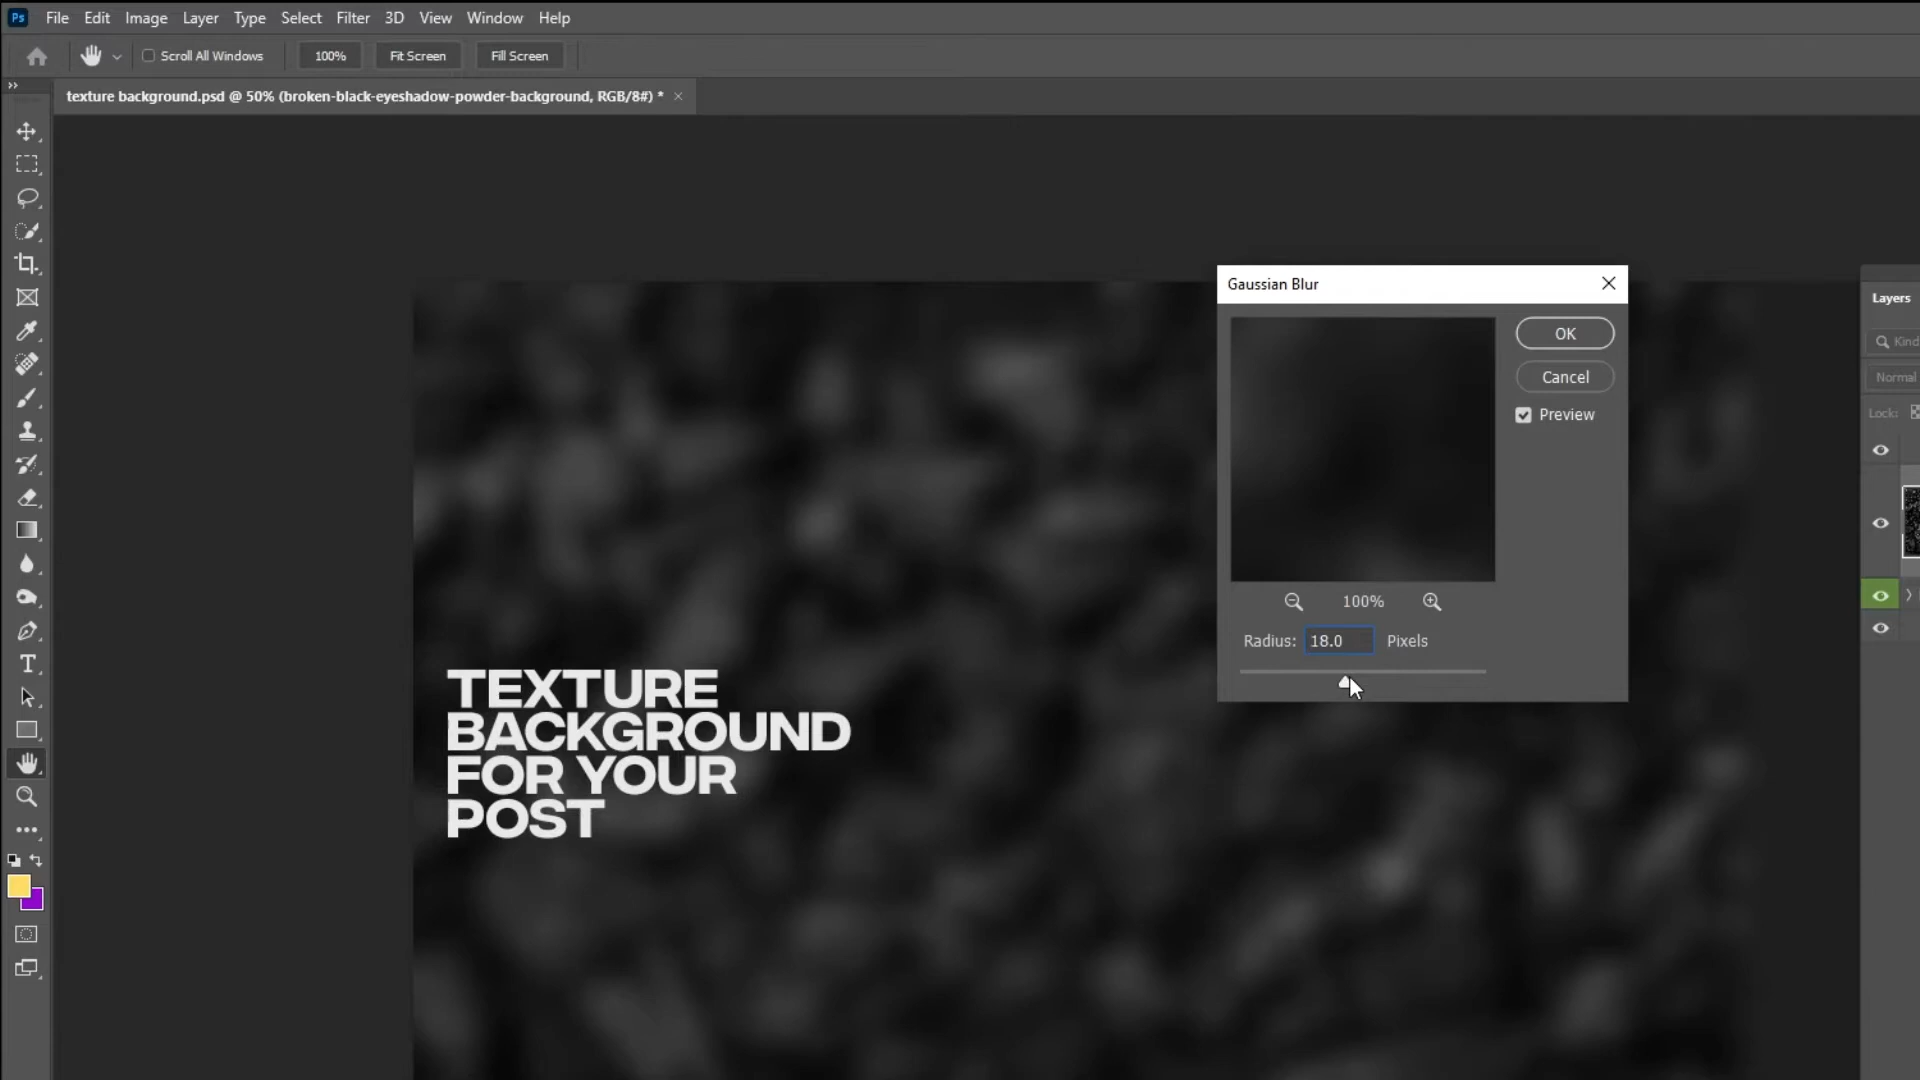 Ps File Edit Image Layer Type Select Filter 3D View Window Help
Scroll All Windows 100% Fit Screen Fill Screen
texture background.psd @ 50% (broken-black-eyeshadow-powder-background, RGB/8#) *
Gaussian Blur
OK
Cancel
Preview
100%
Radius: 18.0 Pixels
Layers
Kind
Normal
Lock:
TEXTURE
BACKGROUND
FOR YOUR
POST